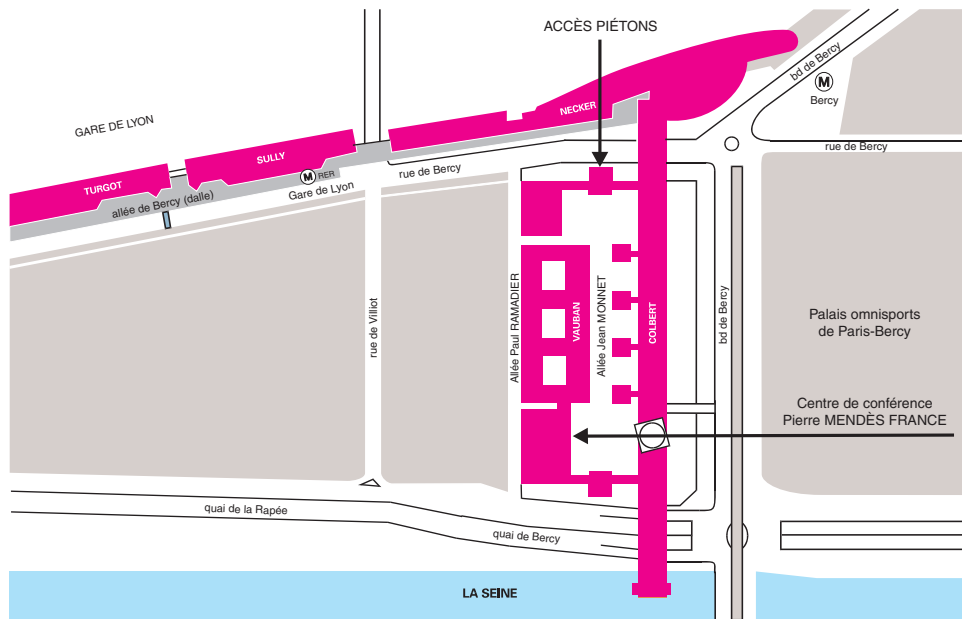 ACCÈS PIÉTONS
bd de Bercy
M
Bercy
GARE DE LYON
NECKER
SULLY
TURGOT
M RER
Gare de Lyon
rue de Bercy
rue de Bercy
allée de Bercy (dalle)
rue de Villiot
Allée Paul RAMADIER
VAUBAN
Allée Jean MONNET
COLBERT
bd de Bercy
Palais omnisports
de Paris-Bercy
Centre de conférence
Pierre MENDÈS FRANCE
quai de la Rapée
quai de Bercy
LA SEINE